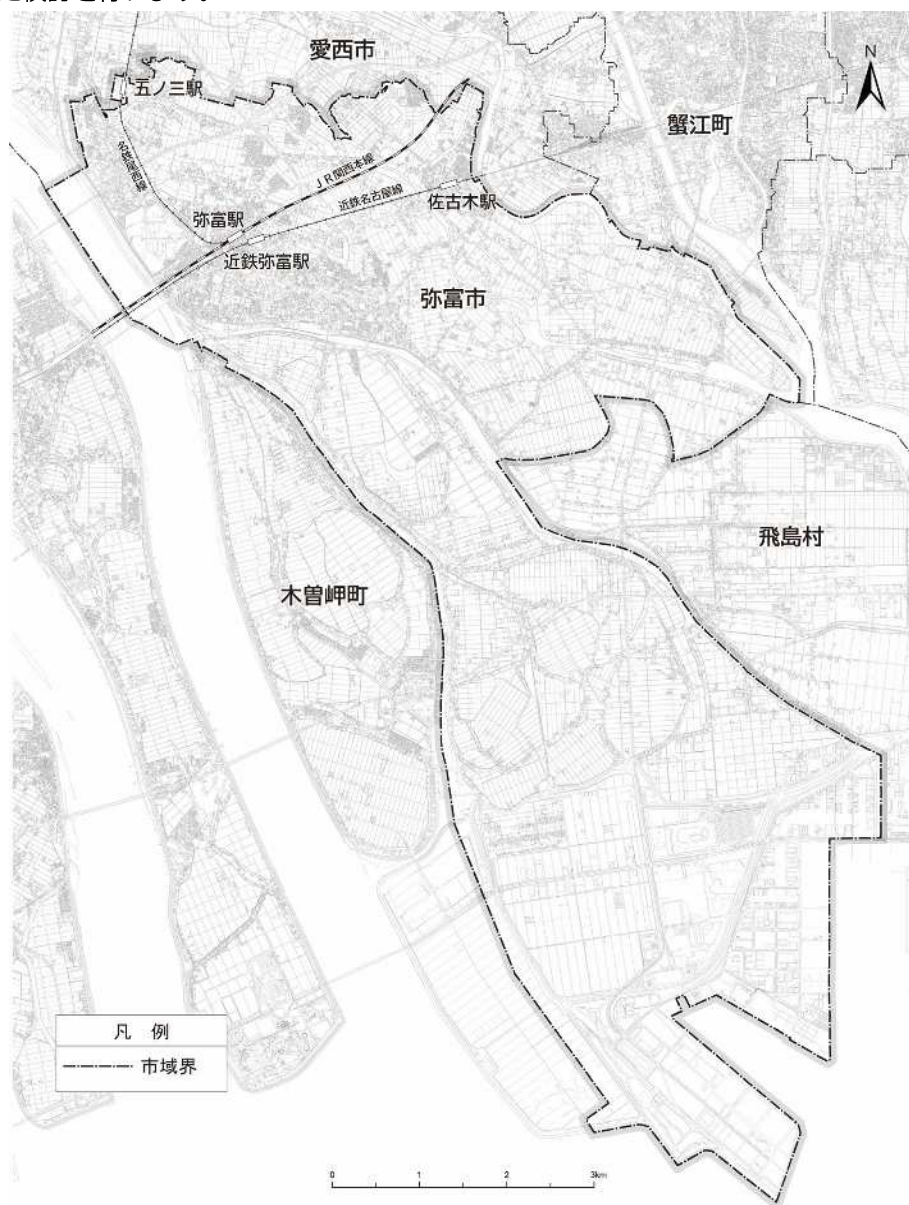 愛西市
N
五ノ三駅
蟹江町
名鉄尾西線
JR関西本線
近鉄名古屋線
佐古木駅
弥富駅
近鉄弥富駅
弥富市
飛島村
木曽岬町
凡 例
市域界
0 1 2 3km